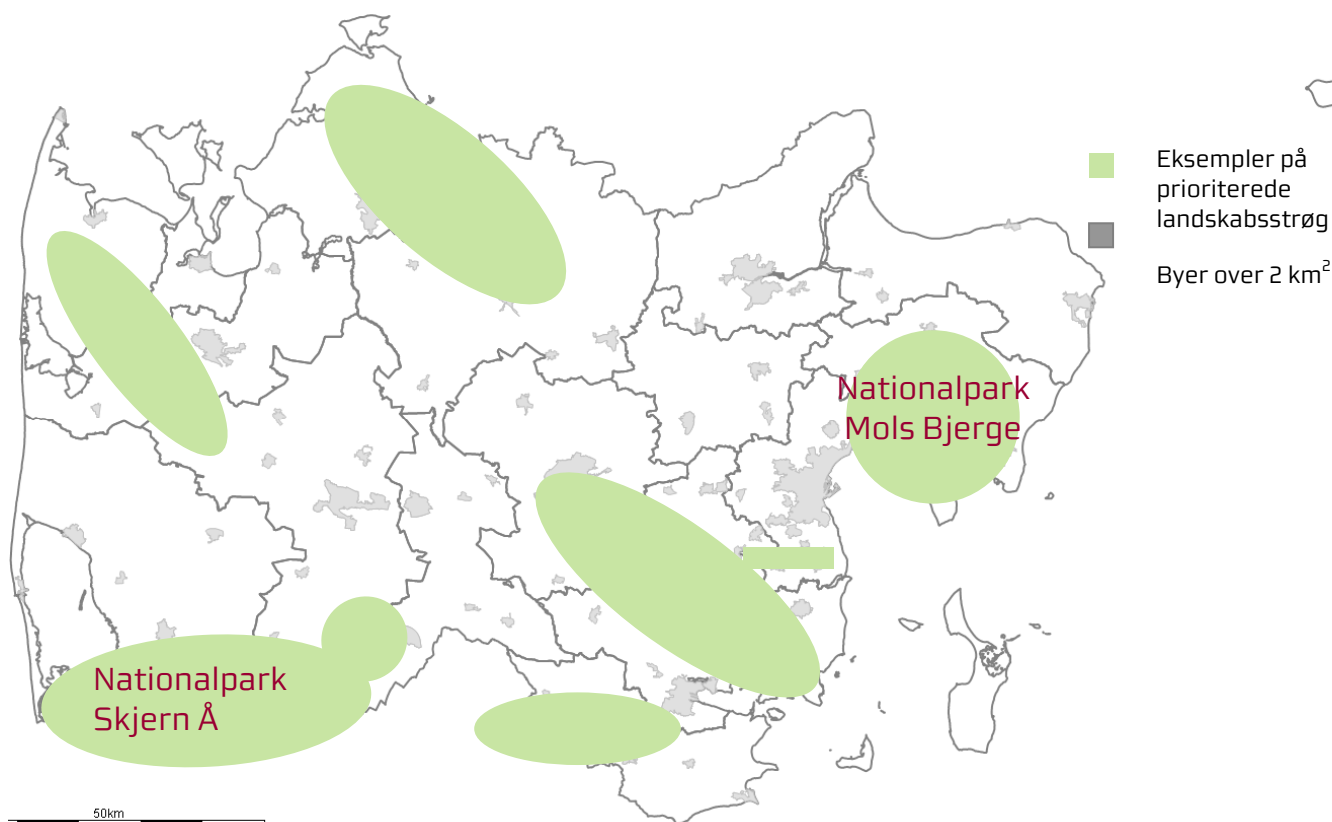 Eksempler på
prioriterede
landskabsstrøg
Byer over 2 km²
Nationalpark
Mols Bjerge
Nationalpark
Skjern Å
50km